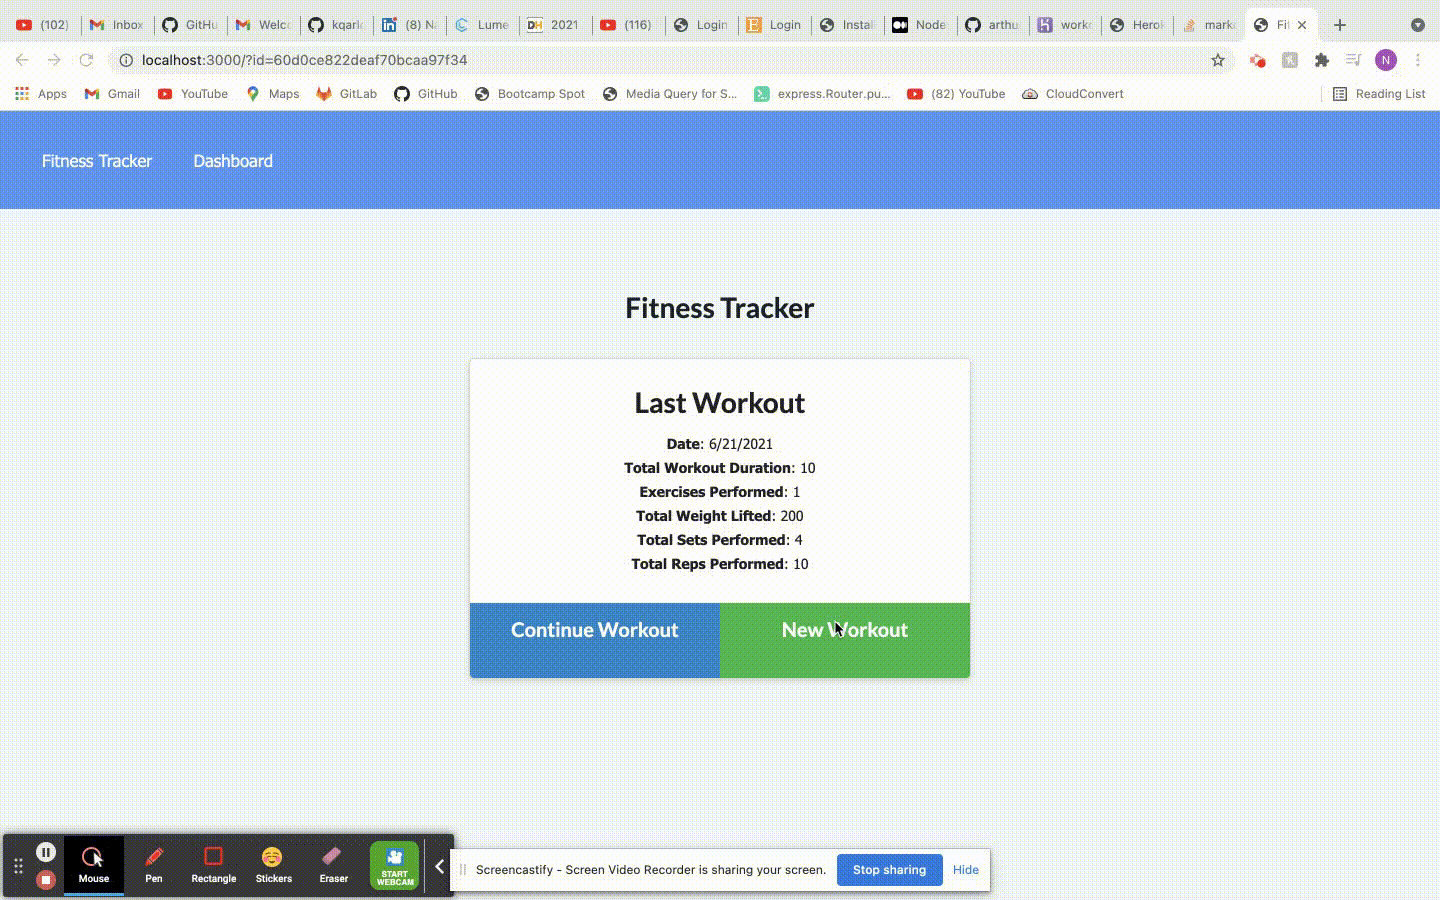 (102) Inbox GitHu Welco kqarlo (8) Na Lume 2021 (116) Login Login Instal Node arthu work Herok mark Fit
localhost:3000/?id=60d0ce822deaf70bcaa97f34 N
Apps Gmail YouTube Maps GitLab GitHub Bootcamp Spot Media Query for S... express.Router.pu... (82) YouTube CloudConvert Reading List
Fitness Tracker Dashboard
Fitness Tracker
Last Workout
Date: 6/21/2021
Total Workout Duration: 10
Exercises Performed: 1
Total Weight Lifted: 200
Total Sets Performed: 4
Total Reps Performed: 10
Continue Workout New Workout
Mouse Pen Rectangle Stickers Eraser START WEBCAM
Screencastify - Screen Video Recorder is sharing your screen. Stop sharing Hide